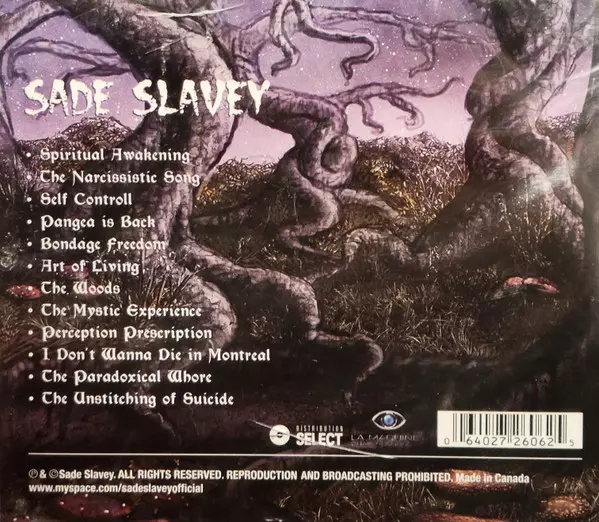 SADE SLAVEY
• Spiritual Awakening
• The Narcissistic Song
• Self Controll
• Pangea is Back
• Bondage Freedom
• Art of Living
• The Woods
• The Mystic Experience
• Perception Prescription
• I Don't Wanna Die in Montreal
• The Paradoxical Whore
• The Unstitching of Suicide
DISTRIBUTION
SELECT
LA MACHINE
0 64027 26062 5
℗ & ©Sade Slavey. ALL RIGHTS RESERVED. REPRODUCTION AND BROADCASTING PROHIBITED. Made in Canada
www.myspace.com/sadeslaveyofficial